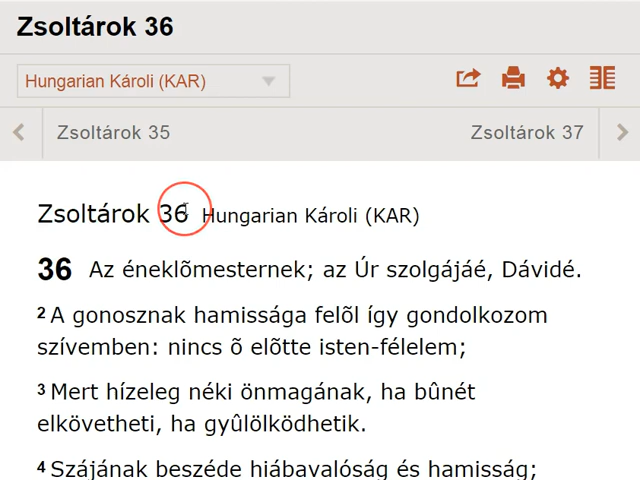 Zsoltárok 36
Hungarian Károli (KAR)
Zsoltárok 35
Zsoltárok 37
Zsoltárok 36 Hungarian Károli (KAR)
36 Az éneklõmesternek; az Úr szolgájáé, Dávidé.
2 A gonosznak hamissága felõl így gondolkozom
szívemben: nincs õ elõtte isten-félelem;
3 Mert hízeleg néki önmagának, ha bûnét
elkövetheti, ha gyûlölködhetik.
4 Szájának beszéde hiábavalóság és hamisság;